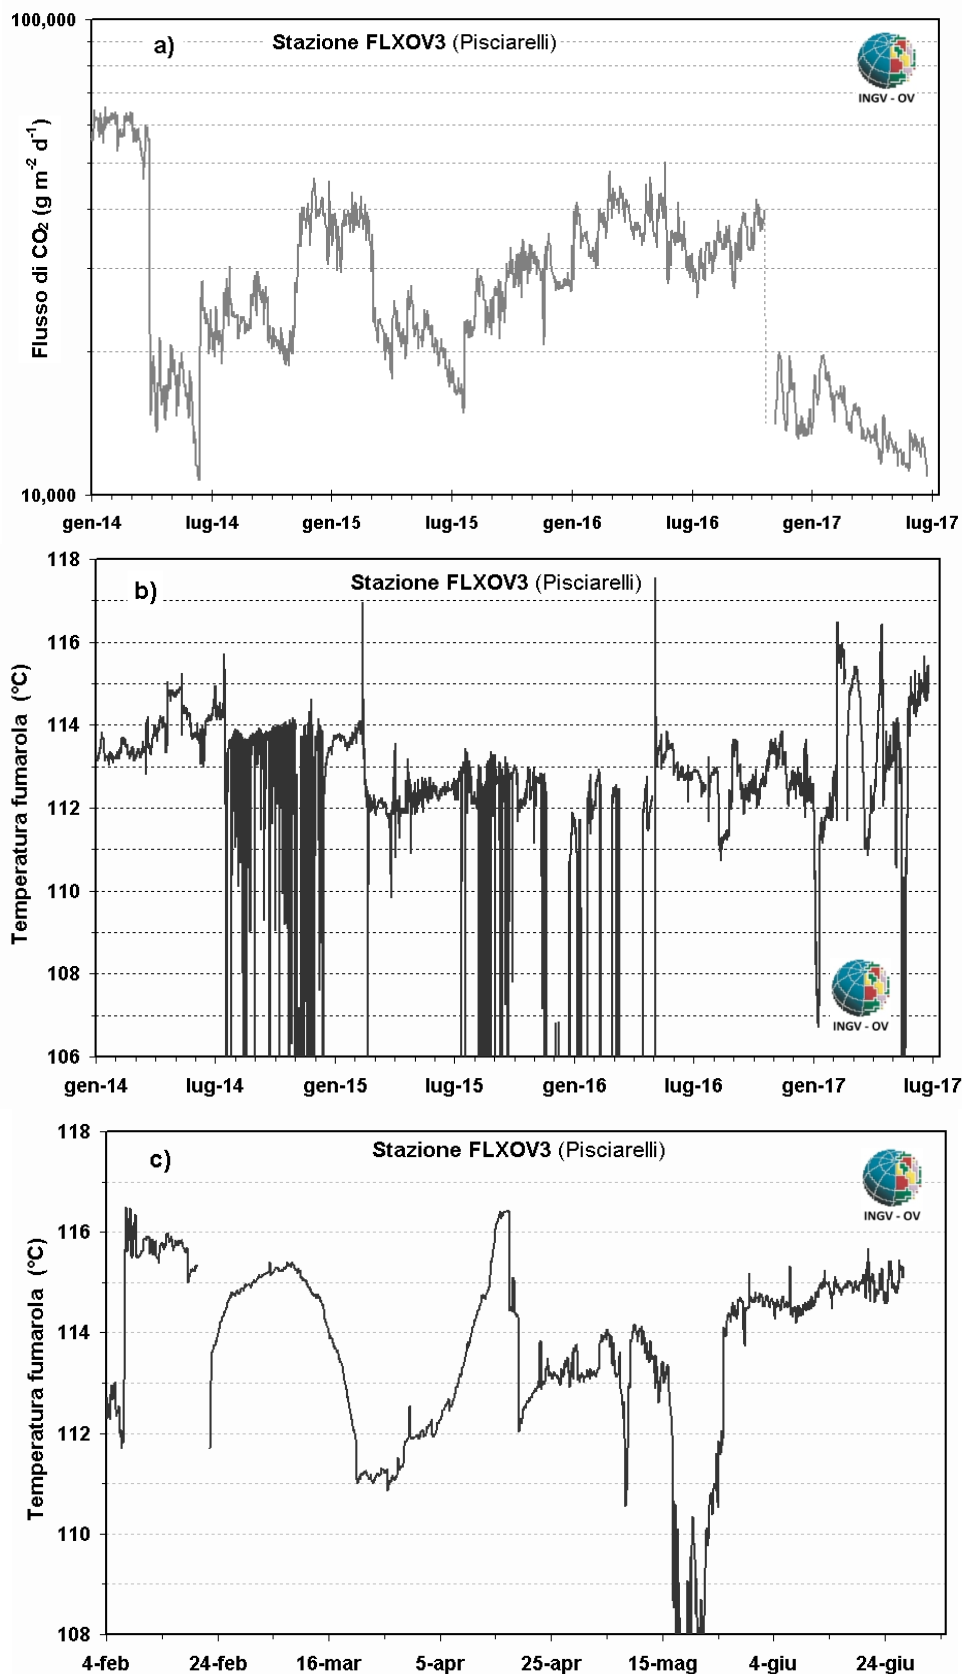 100,000
a)
Stazione FLXOV3 (Pisciarelli)
INGV - OV
Flusso di CO2 (g m-2 d-1)
10,000
gen-14 lug-14 gen-15 lug-15 gen-16 lug-16 gen-17 lug-17
118
b)
Stazione FLXOV3 (Pisciarelli)
116
114
112
110
108
106
Temperatura fumarola (°C)
INGV - OV
gen-14 lug-14 gen-15 lug-15 gen-16 lug-16 gen-17 lug-17
118
c)
Stazione FLXOV3 (Pisciarelli)
INGV - OV
116
114
112
110
108
Temperatura fumarola (°C)
4-feb 24-feb 16-mar 5-apr 25-apr 15-mag 4-giu 24-giu